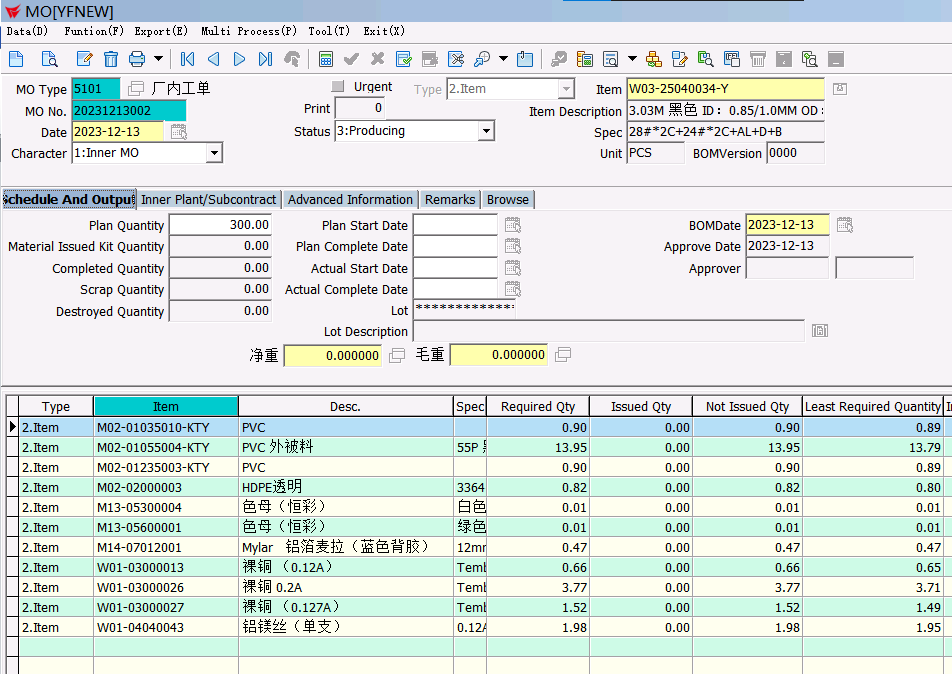 MO[YFNEW]
Data(D) Funtion(F) Export(E) Multi Process(P) Tool(T) Exit(X)
MO Type 5101 厂内工单 Urgent Type 2.Item Item W03-25040034-Y
MO No. 20231213002 Print 0 Item Description 3.03M 黑色 ID：0.85/1.0MM OD：
Date 2023-12-13 Status 3:Producing Spec 28#*2C+24#*2C+AL+D+B
Character 1:Inner MO Unit PCS BOMVersion 0000
Schedule And Output Inner Plant/Subcontract Advanced Information Remarks Browse
Plan Quantity 300.00 Plan Start Date BOMDate 2023-12-13
Material Issued Kit Quantity 0.00 Plan Complete Date Approve Date 2023-12-13
Completed Quantity 0.00 Actual Start Date Approver
Scrap Quantity 0.00 Actual Complete Date
Destroyed Quantity 0.00 Lot ************
Lot Description
净重 0.000000 毛重 0.000000
Type Item Desc. Spec Required Qty Issued Qty Not Issued Qty Least Required Quantity
2.Item M02-01035010-KTY PVC 0.90 0.00 0.90 0.89
2.Item M02-01055004-KTY PVC 外被料 55P 13.95 0.00 13.95 13.79
2.Item M02-01235003-KTY PVC 0.90 0.00 0.90 0.89
2.Item M02-02000003 HDPE透明 3364 0.82 0.00 0.82 0.80
2.Item M13-05300004 色母（恒彩） 白色 0.01 0.00 0.01 0.01
2.Item M13-05600001 色母（恒彩） 绿色 0.01 0.00 0.01 0.01
2.Item M14-07012001 Mylar 铝箔麦拉（蓝色背胶） 12mm 0.47 0.00 0.47 0.47
2.Item W01-03000013 裸铜（0.12A） Temb 0.66 0.00 0.66 0.65
2.Item W01-03000026 裸铜 0.2A Temb 3.77 0.00 3.77 3.71
2.Item W01-03000027 裸铜 （0.127A） Temb 1.52 0.00 1.52 1.49
2.Item W01-04040043 铝镁丝（单支） 0.12A 1.98 0.00 1.98 1.95